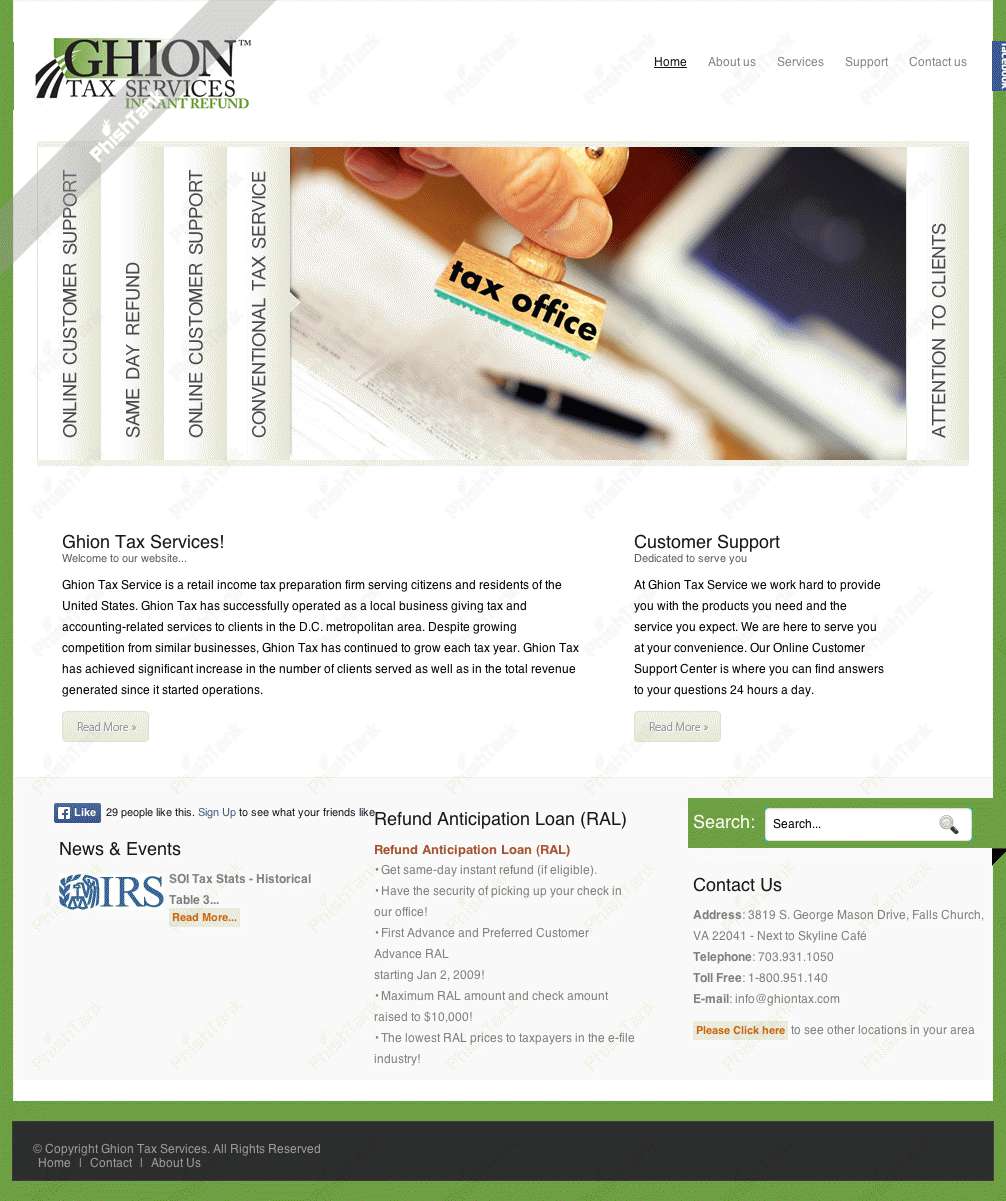 GHION™
TAX SERVICES
INSTANT REFUND
PhishTank
Home About us Services Support Contact us
ONLINE CUSTOMER SUPPORT
SAME DAY REFUND
ONLINE CUSTOMER SUPPORT
CONVENTIONAL TAX SERVICE
tax office
ATTENTION TO CLIENTS
Ghion Tax Services!
Welcome to our website...
Ghion Tax Service is a retail income tax preparation firm serving citizens and residents of the
United States. Ghion Tax has successfully operated as a local business giving tax and
accounting-related services to clients in the D.C. metropolitan area. Despite growing
competition from similar businesses, Ghion Tax has continued to grow each tax year. Ghion Tax
has achieved significant increase in the number of clients served as well as in the total revenue
generated since it started operations.
Read More »
Customer Support
Dedicated to serve you
At Ghion Tax Service we work hard to provide
you with the products you need and the
service you expect. We are here to serve you
at your convenience. Our Online Customer
Support Center is where you can find answers
to your questions 24 hours a day.
Read More »
Like 29 people like this. Sign Up to see what your friends like.
News & Events
IRS
SOI Tax Stats - Historical
Table 3...
Read More...
Refund Anticipation Loan (RAL)
Refund Anticipation Loan (RAL)
• Get same-day instant refund (if eligible).
• Have the security of picking up your check in
our office!
• First Advance and Preferred Customer
Advance RAL
starting Jan 2, 2009!
• Maximum RAL amount and check amount
raised to $10,000!
• The lowest RAL prices to taxpayers in the e-file
industry!
Search: Search...
Contact Us
Address: 3819 S. George Mason Drive, Falls Church,
VA 22041 - Next to Skyline Café
Telephone: 703.931.1050
Toll Free: 1-800.951.140
E-mail: info@ghiontax.com
Please Click here to see other locations in your area
© Copyright Ghion Tax Services. All Rights Reserved
Home | Contact | About Us